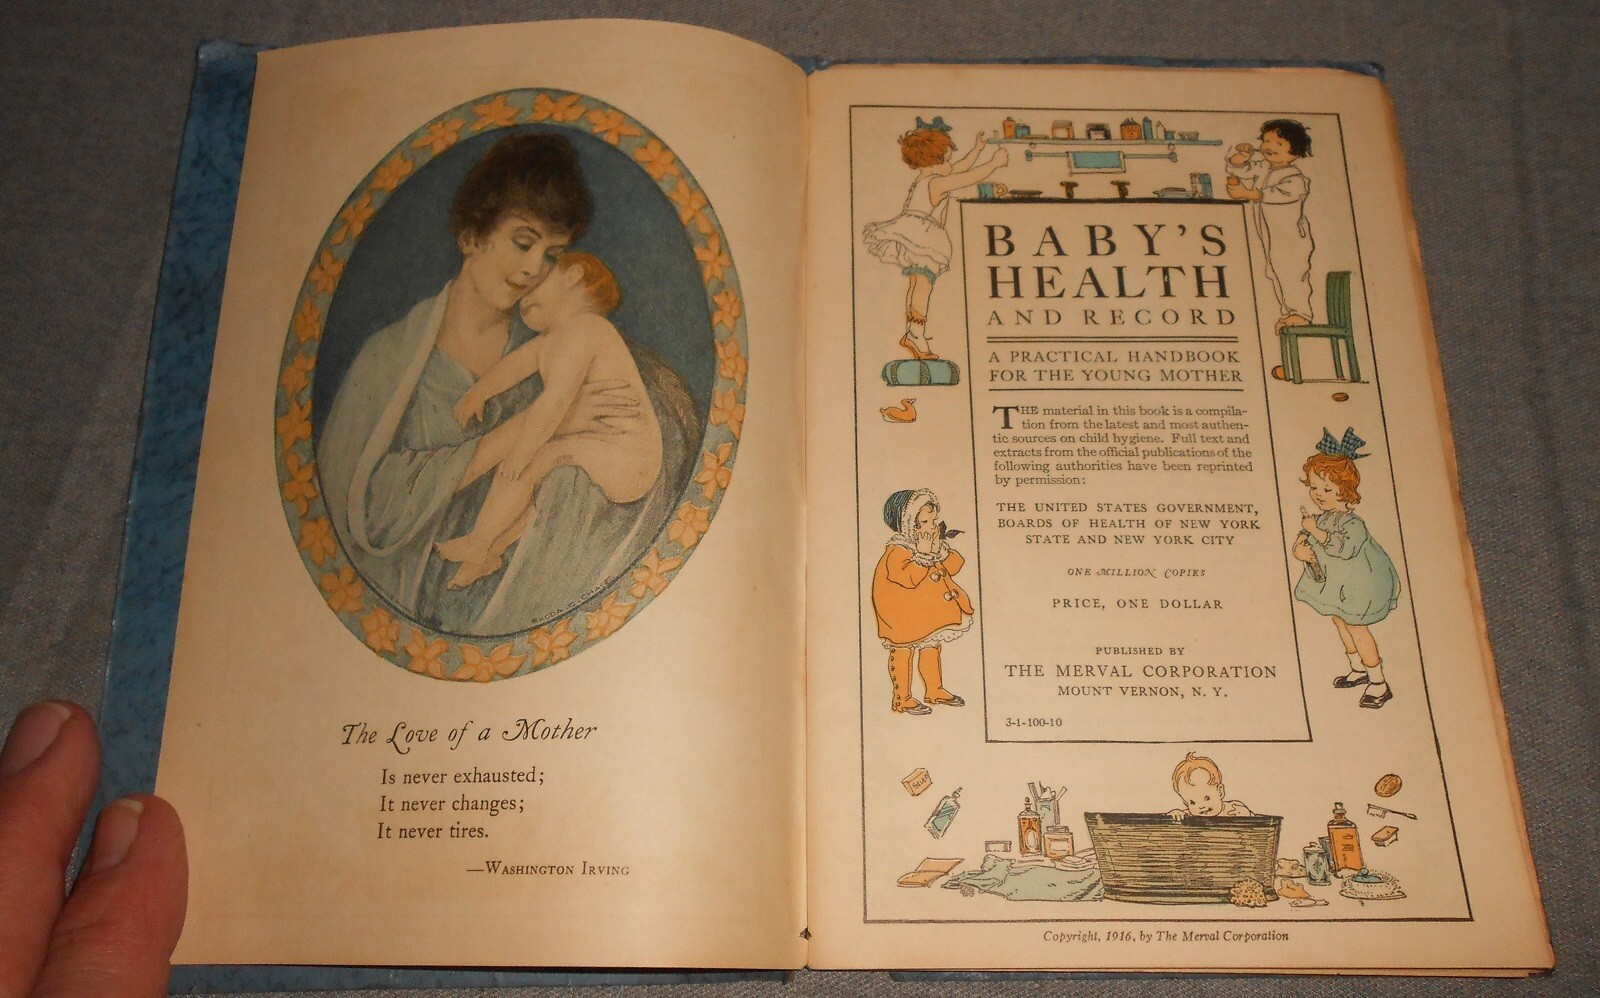 RHODA C. CHASE
The Love of a Mother
Is never exhausted;
It never changes;
It never tires.
—WASHINGTON IRVING
BABY'S
HEALTH
AND RECORD
A PRACTICAL HANDBOOK
FOR THE YOUNG MOTHER
THE material in this book is a compila-
tion from the latest and most authen-
tic sources on child hygiene. Full text and
extracts from the official publications of the
following authorities have been reprinted
by permission:
THE UNITED STATES GOVERNMENT,
BOARDS OF HEALTH OF NEW YORK
STATE AND NEW YORK CITY
ONE MILLION COPIES
PRICE, ONE DOLLAR
PUBLISHED BY
THE MERVAL CORPORATION
MOUNT VERNON, N. Y.
3-1-100-10
SOAP
Copyright, 1916, by The Merval Corporation